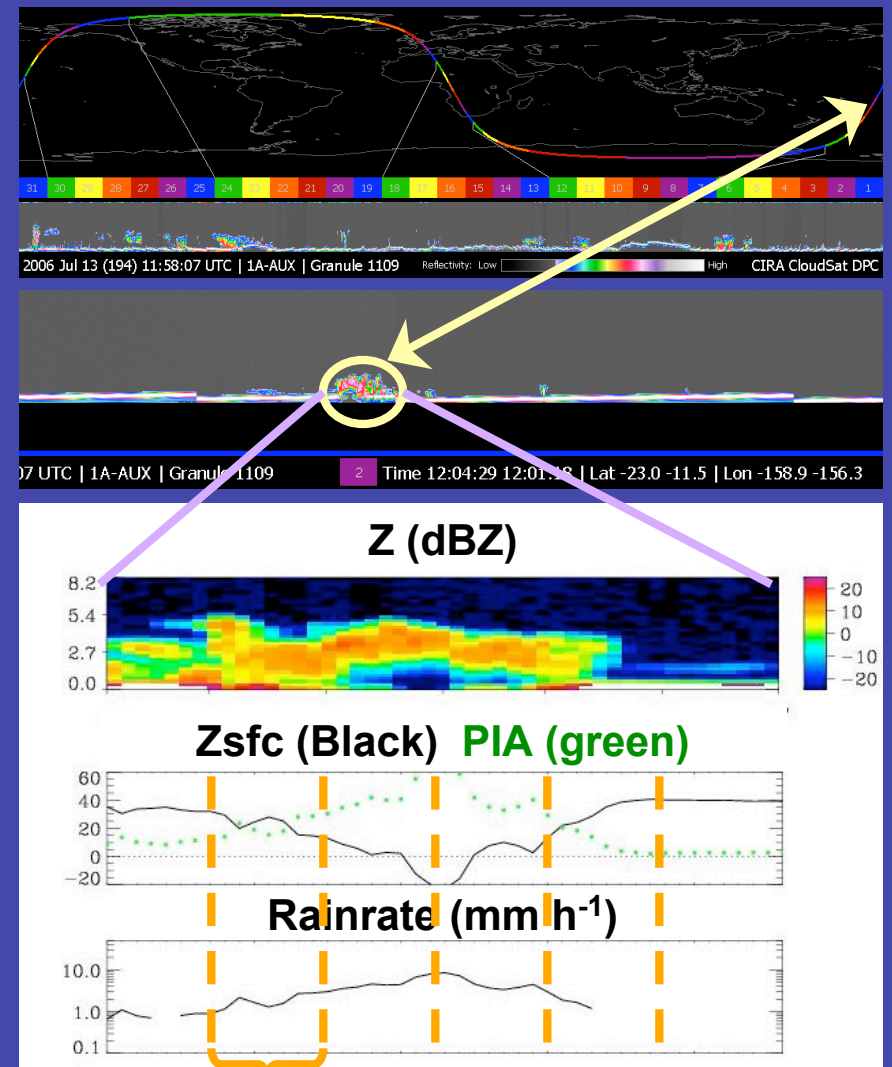 31 30 29 28 27 26 25 24 23 22 21 20 19 18 17 16 15 14 13 12 11 10 9 8 7 6 5 4 3 2 1
2006 Jul 13 (194) 11:58:07 UTC | 1A-AUX | Granule 1109 Reflectivity: Low High CIRA CloudSat DPC
07 UTC | 1A-AUX | Granule 1109 2 Time 12:04:29 12:01:18 | Lat -23.0 -11.5 | Lon -158.9 -156.3
Z (dBZ)
8.2
5.4
2.7
0.0
20
10
0
-10
-20
Zsfc (Black) PIA (green)
60
40
20
0
-20
Rainrate (mm h-1)
10.0
1.0
0.1